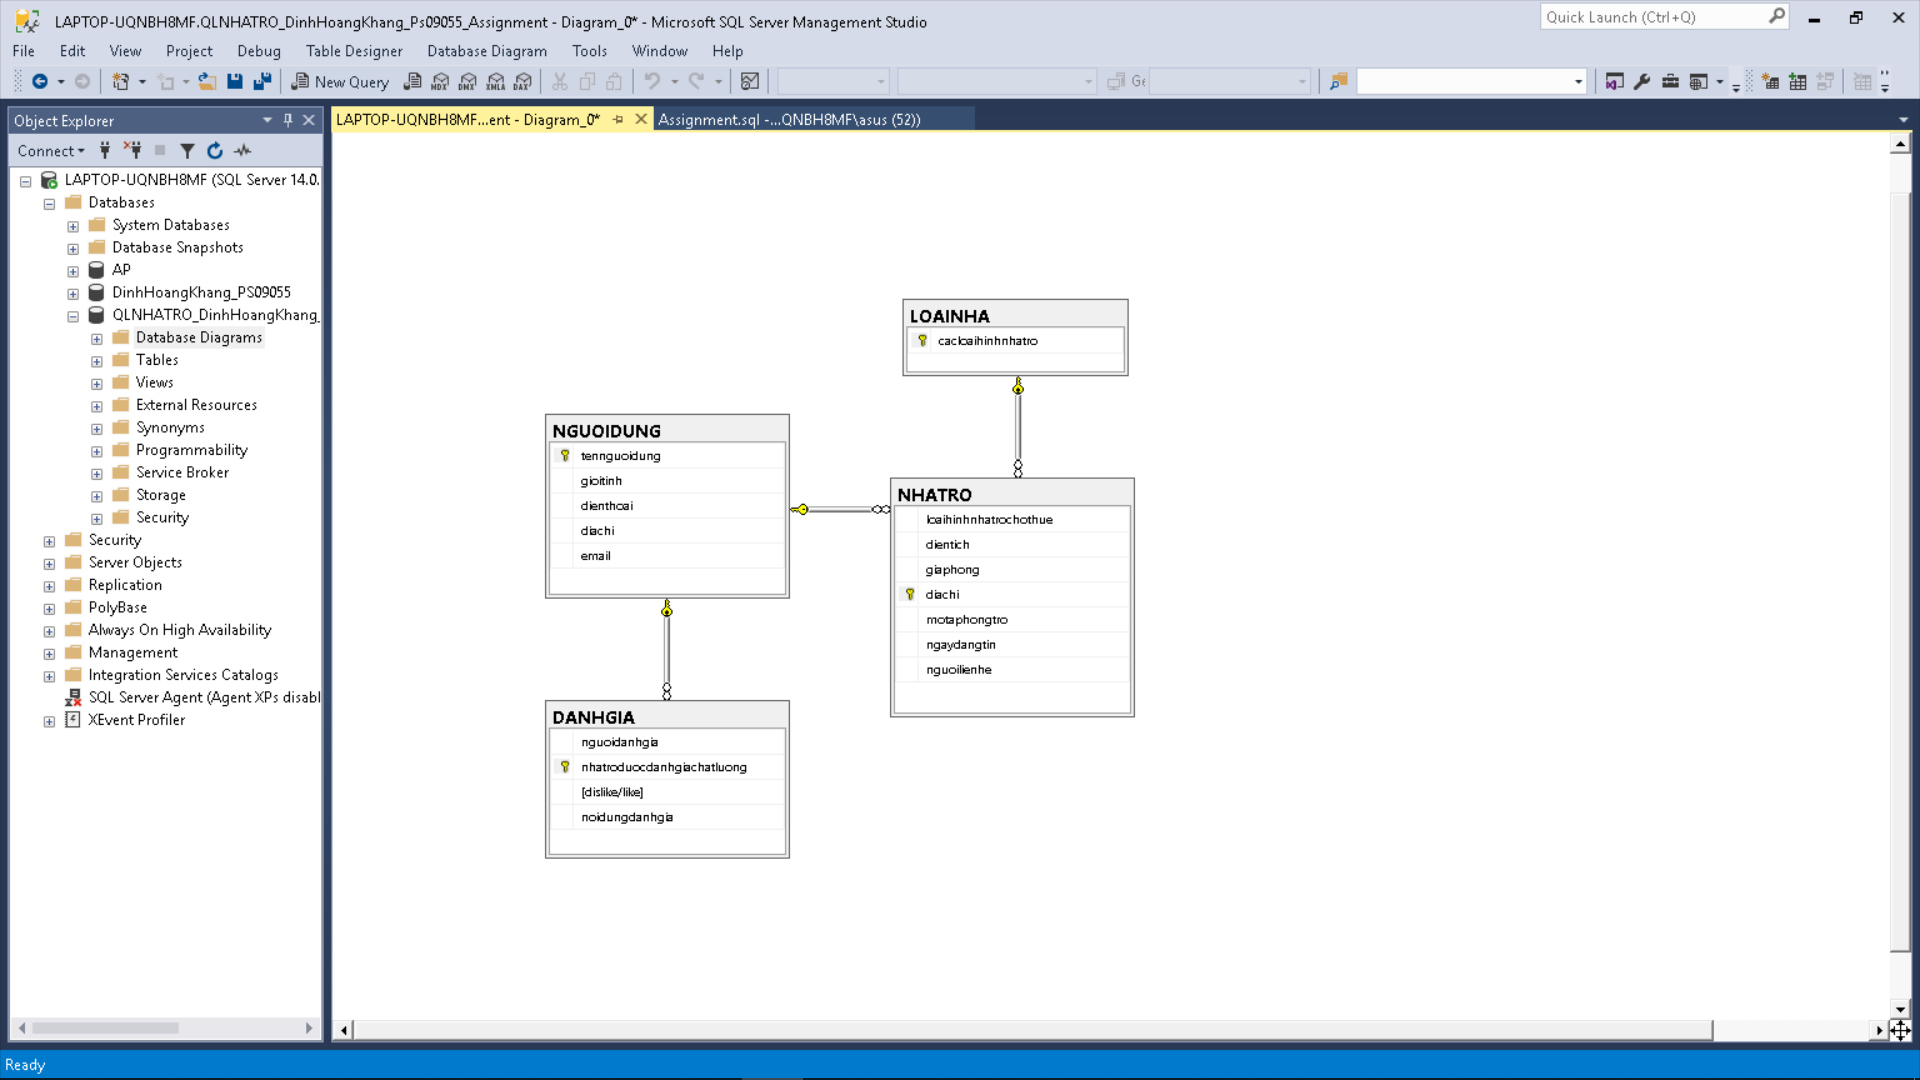 LAPTOP-UQNBH8MF.QLNHATRO_DinhHoangKhang_Ps09055_Assignment - Diagram_0* - Microsoft SQL Server Management Studio
Quick Launch (Ctrl+Q)
File Edit View Project Debug Table Designer Database Diagram Tools Window Help
New Query MDX DMX XMLA DAX
Object Explorer
LAPTOP-UQNBH8MF...ent - Diagram_0*
Assignment.sql -...QNBH8MF\asus (52))
Connect
LAPTOP-UQNBH8MF (SQL Server 14.0.
Databases
System Databases
Database Snapshots
AP
DinhHoangKhang_PS09055
QLNHATRO_DinhHoangKhang_
Database Diagrams
Tables
Views
External Resources
Synonyms
Programmability
Service Broker
Storage
Security
Security
Server Objects
Replication
PolyBase
Always On High Availability
Management
Integration Services Catalogs
SQL Server Agent (Agent XPs disabl
XEvent Profiler
LOAINHA
cacloaihinhnhatro
NGUOIDUNG
tennguoidung
gioitinh
dienthoai
diachi
email
NHATRO
loaihinhnhatrochothue
dientich
giaphong
diachi
motaphongtro
ngaydangtin
nguoilienhe
DANHGIA
nguoidanhgia
nhatroduocdanhgiachatluong
[dislike/like]
noidungdanhgia
Ready